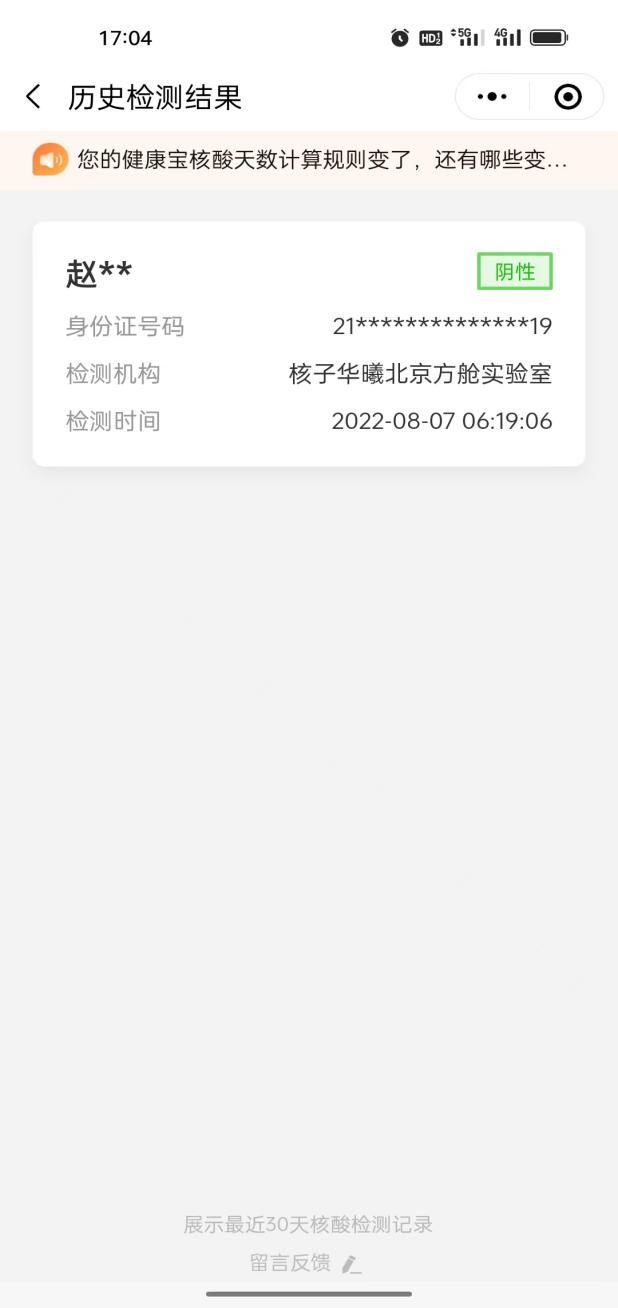 17:04 HD 5G 4G
历史检测结果
您的健康宝核酸天数计算规则变了，还有哪些变...
赵**
阴性
身份证号码 21**************19
检测机构 核子华曦北京方舱实验室
检测时间 2022-08-07 06:19:06
展示最近30天核酸检测记录
留言反馈